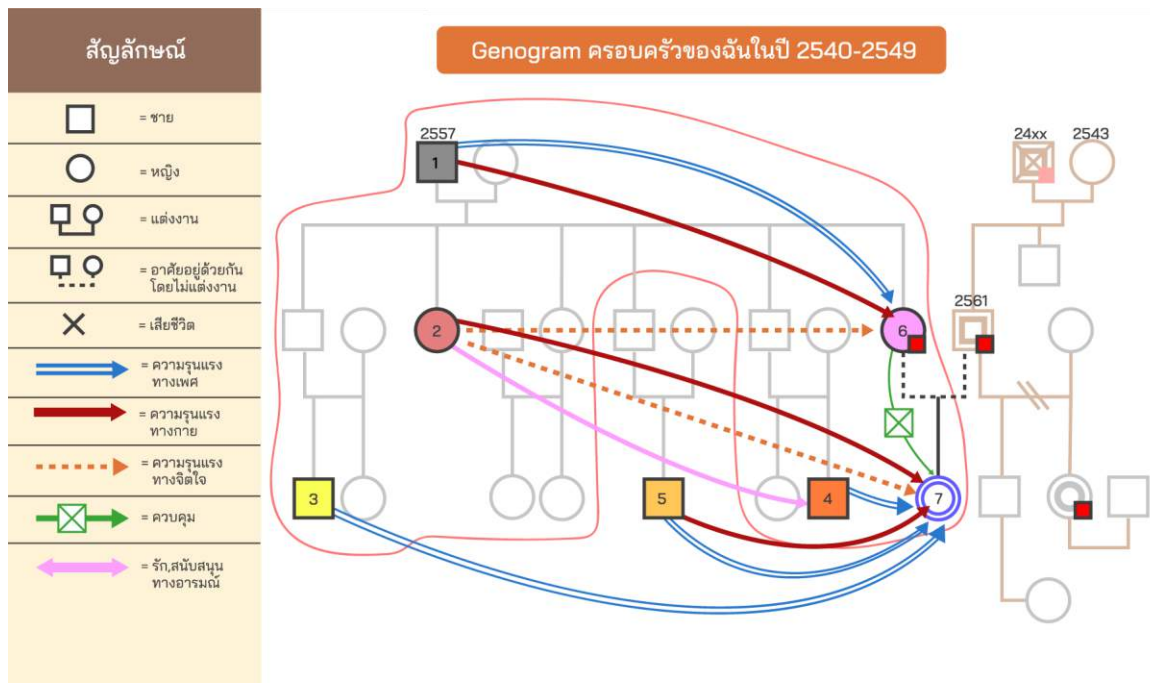 สัญลักษณ์
= ชาย
= หญิง
= แต่งงาน
= อาศัยอยู่ด้วยกัน
โดยไม่แต่งงาน
= เสียชีวิต
= ความรุนแรง
ทางเพศ
= ความรุนแรง
ทางกาย
= ความรุนแรง
ทางจิตใจ
= ควบคุม
= รัก,สนับสนุน
ทางอารมณ์
Genogram ครอบครัวของฉันในปี 2540-2549
2557
24xx
2543
1
2561
2
6
3
5
4
7